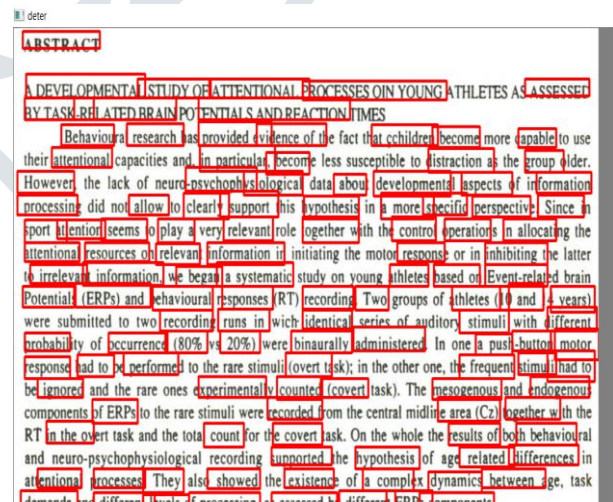 deter
ABSTRACT
A DEVELOPMENTAL STUDY OF ATTENTIONAL PROCESSES OIN YOUNG ATHLETES AS ASSESSED
BY TASK-RELATED BRAIN POTENTIALS AND REACTION TIMES
Behavioural research has provided evidence of the fact that cchildren become more capable to use
their attentional capacities and, in particular, become less susceptible to distraction as the group older.
However, the lack of neuro-psychophysiological data about developmental aspects of information
processing did not allow to clearly support this hypothesis in a more specific perspective. Since in
sport attention seems to play a very relevant role together with the control operations in allocating the
attentional resources on relevant information it initiating the motor response or in inhibiting the latter
to irrelevant information, we began a systematic study on young athletes based on Event-related brain
Potentials (ERPs) and behavioural responses (RT) recording. Two groups of athletes (10 and 4 years)
were submitted to two recording runs in wich identical series of auditory stimuli with different
probability of occurrence (80% vs 20%) were binaurally administered. In one a push-button motor
response had to be performed to the rare stimuli (overt task); in the other one, the frequent stimuli had to
be ignored and the rare ones experimentally counted (covert task). The mesogenous and endogenous
components of ERPs to the rare stimuli were recorded from the central midline area (Cz) together with the
RT in the overt task and the total count for the covert task. On the whole the results of both behavioural
and neuro-psychophysiological recording supported the hypothesis of age related differences in
attentional processes. They also showed the existence of a complex dynamics between age, task
demands and different levels of processing as assessed by different ERP components.